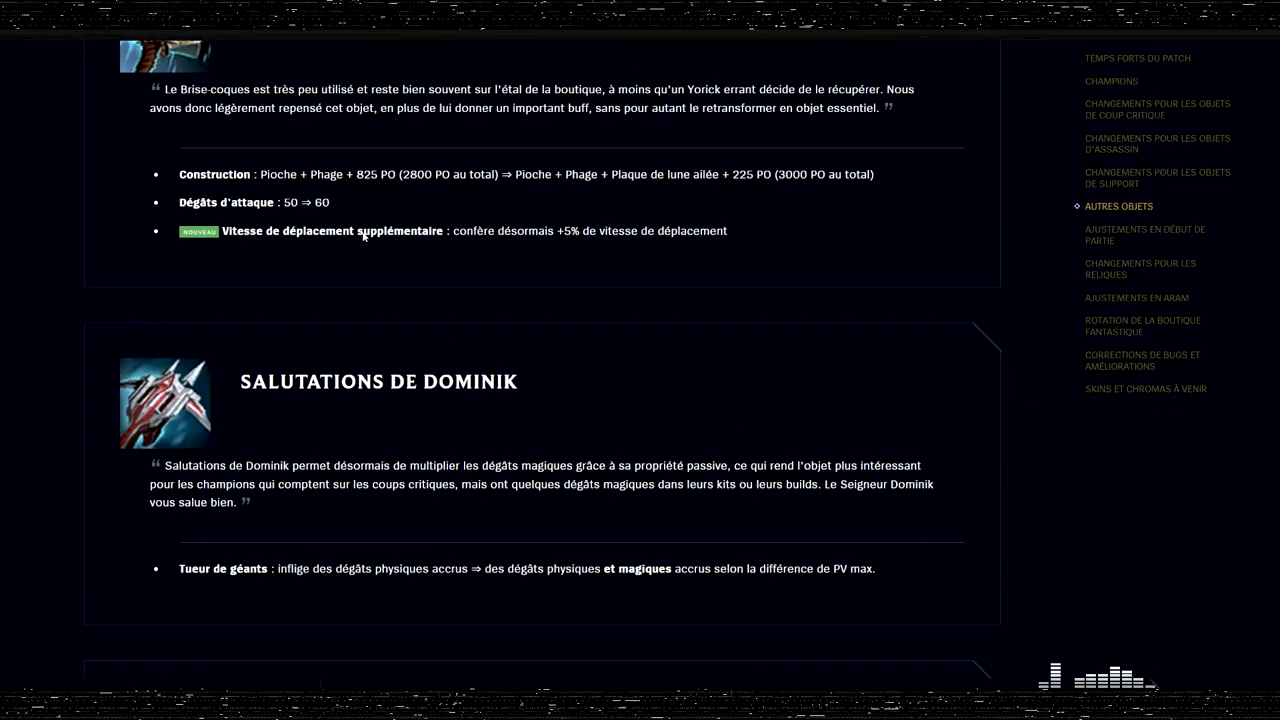 “ Le Brise-coques est très peu utilisé et reste bien souvent sur l'étal de la boutique, à moins qu'un Yorick errant décide de le récupérer. Nous
avons donc légèrement repensé cet objet, en plus de lui donner un important buff, sans pour autant le retransformer en objet essentiel. ”
• Construction : Pioche + Phage + 825 PO (2800 PO au total) ⇒ Pioche + Phage + Plaque de lune ailée + 225 PO (3000 PO au total)
• Dégâts d'attaque : 50 ⇒ 60
• NOUVEAU Vitesse de déplacement supplémentaire : confère désormais +5% de vitesse de déplacement
SALUTATIONS DE DOMINIK
“ Salutations de Dominik permet désormais de multiplier les dégâts magiques grâce à sa propriété passive, ce qui rend l'objet plus intéressant
pour les champions qui comptent sur les coups critiques, mais ont quelques dégâts magiques dans leurs kits ou leurs builds. Le Seigneur Dominik
vous salue bien. ”
• Tueur de géants : inflige des dégâts physiques accrus ⇒ des dégâts physiques et magiques accrus selon la différence de PV max.
TEMPS FORTS DU PATCH
CHAMPIONS
CHANGEMENTS POUR LES OBJETS
DE COUP CRITIQUE
CHANGEMENTS POUR LES OBJETS
D'ASSASSIN
CHANGEMENTS POUR LES OBJETS
DE SUPPORT
AUTRES OBJETS
AJUSTEMENTS EN DÉBUT DE
PARTIE
CHANGEMENTS POUR LES
RELIQUES
AJUSTEMENTS EN ARAM
ROTATION DE LA BOUTIQUE
FANTASTIQUE
CORRECTIONS DE BUGS ET
AMÉLIORATIONS
SKINS ET CHROMAS À VENIR